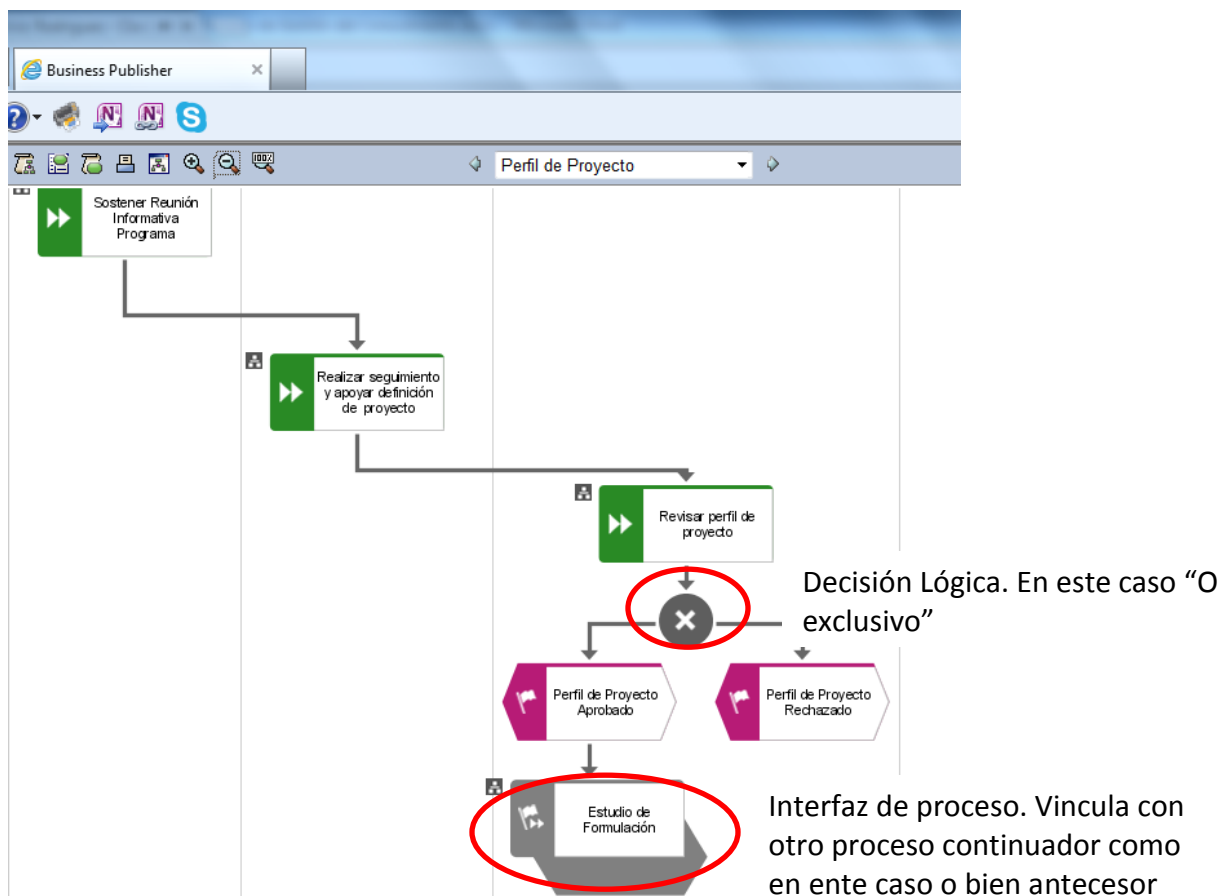 Business Publisher
Perfil de Proyecto
Sostener Reunión
Informativa
Programa
Realizar seguimiento
y apoyar definición
de proyecto
Revisar perfil de
proyecto
Decisión Lógica. En este caso “O
exclusivo”
Perfil de Proyecto
Aprobado
Perfil de Proyecto
Rechazado
Estudio de
Formulación
Interfaz de proceso. Vincula con
otro proceso continuador como
en ente caso o bien antecesor